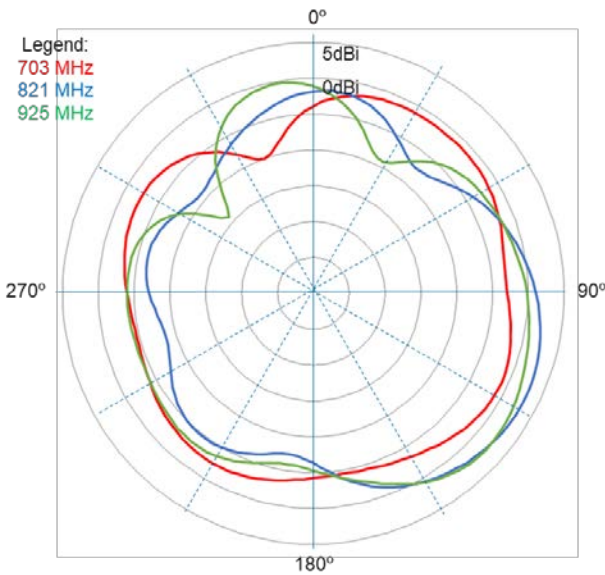 0º
Legend:
703 MHz
821 MHz
925 MHz
5dBi
0dBi
270º
90º
180º